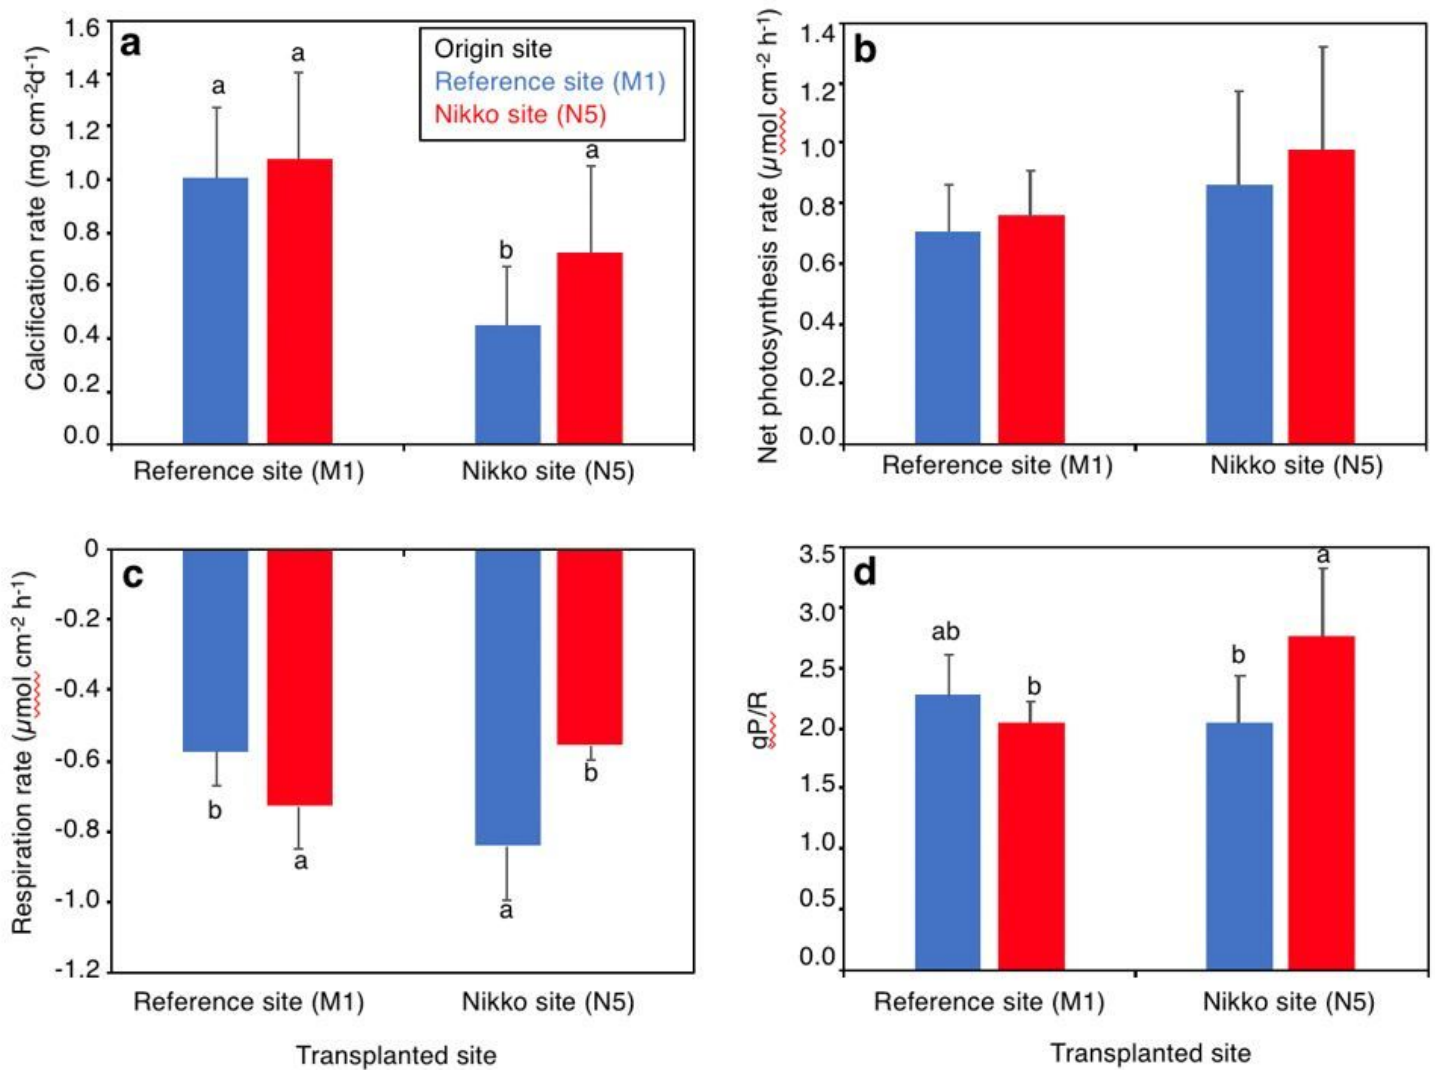 a
Origin site
Reference site (M1)
Nikko site (N5)
Calcification rate (mg cm-2d-1)
1.6
1.4
1.2
1.0
0.8
0.6
0.4
0.2
0.0
a
a
b
a
Reference site (M1)
Nikko site (N5)
b
Net photosynthesis rate (µmol cm-2 h-1)
1.4
1.2
1.0
0.8
0.6
0.4
0.2
0.0
Reference site (M1)
Nikko site (N5)
c
Respiration rate (µmol cm-2 h-1)
0
-0.2
-0.4
-0.6
-0.8
-1.0
-1.2
b
a
a
b
Reference site (M1)
Nikko site (N5)
Transplanted site
d
gP/R
3.5
3.0
2.5
2.0
1.5
1.0
0.5
0.0
ab
b
b
a
Reference site (M1)
Nikko site (N5)
Transplanted site